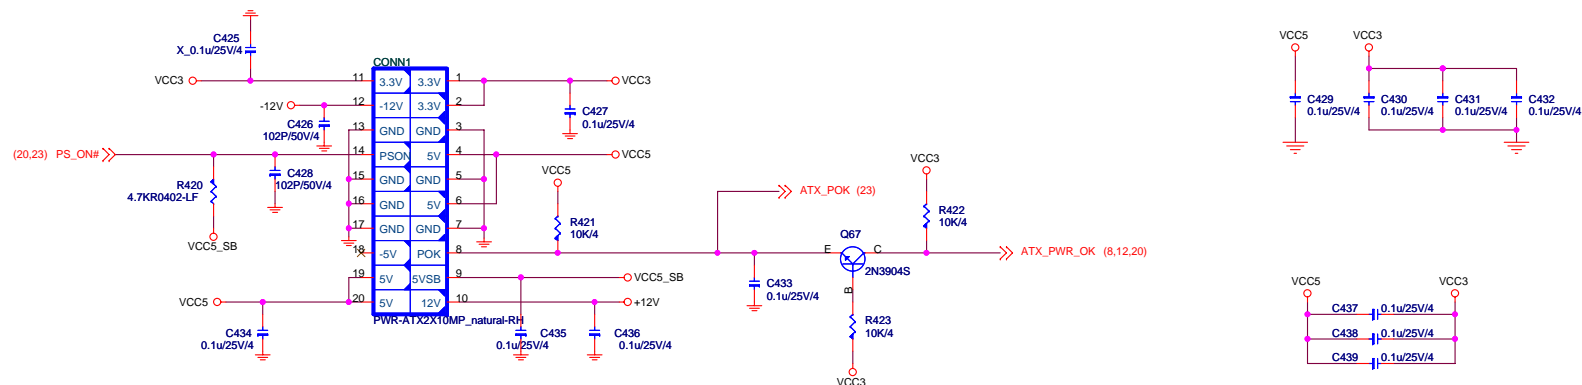 C425
X_0.1u/25V/4
CONN1
VCC3
11
3.3V
3.3V
1
VCC3
-12V
12
-12V
3.3V
2
C426
102P/50V/4
C427
0.1u/25V/4
13
GND
GND
3
(20,23) PS_ON#
14
PSON
5V
4
VCC5
C428
102P/50V/4
15
GND
GND
5
R420
4.7KR0402-LF
16
GND
5V
6
17
GND
GND
7
VCC5_SB
18
-5V
POK
8
19
5V
5VSB
9
VCC5_SB
VCC5
20
5V
12V
10
+12V
PWR-ATX2X10MP_natural-RH
C434
0.1u/25V/4
C435
0.1u/25V/4
C436
0.1u/25V/4
VCC5
R421
10K/4
ATX_POK (23)
C433
0.1u/25V/4
Q67
E
C
2N3904S
B
R423
10K/4
VCC3
VCC3
R422
10K/4
ATX_PWR_OK (8,12,20)
VCC5
VCC3
C429
0.1u/25V/4
C430
0.1u/25V/4
C431
0.1u/25V/4
C432
0.1u/25V/4
VCC5
VCC3
C437
0.1u/25V/4
C438
0.1u/25V/4
C439
0.1u/25V/4